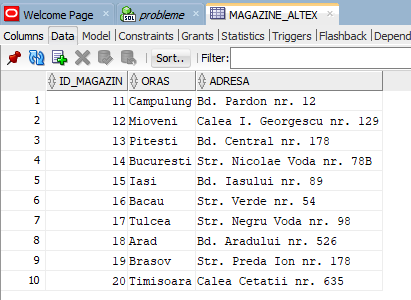 Welcome Page × probleme × MAGAZINE_ALTEX ×
Columns Data Model Constraints Grants Statistics Triggers Flashback Depend
Sort.. Filter:
ID_MAGAZIN ORAS ADRESA
1 11 Campulung Bd. Pardon nr. 12
2 12 Mioveni Calea I. Georgescu nr. 129
3 13 Pitesti Bd. Central nr. 178
4 14 Bucuresti Str. Nicolae Voda nr. 78B
5 15 Iasi Bd. Iasului nr. 89
6 16 Bacau Str. Verde nr. 54
7 17 Tulcea Str. Negru Voda nr. 98
8 18 Arad Bd. Aradului nr. 526
9 19 Brasov Str. Preda Ion nr. 178
10 20 Timisoara Calea Cetatii nr. 635